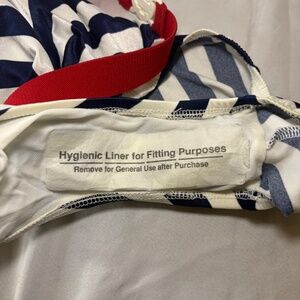 Hygienic Liner for Fitting Purposes
Remove for General Use after Purchase